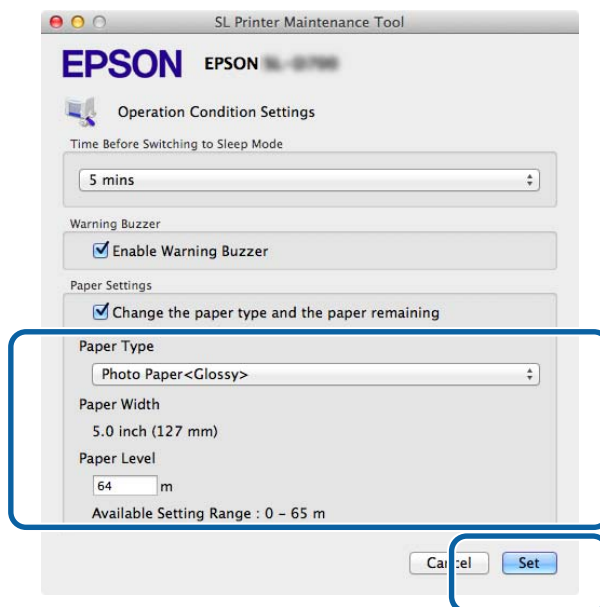 SL Printer Maintenance Tool
EPSON EPSON
Operation Condition Settings
Time Before Switching to Sleep Mode
5 mins
Warning Buzzer
Enable Warning Buzzer
Paper Settings
Change the paper type and the paper remaining
Paper Type
Photo Paper<Glossy>
Paper Width
5.0 inch (127 mm)
Paper Level
64 m
Available Setting Range : 0 – 65 m
Cancel Set